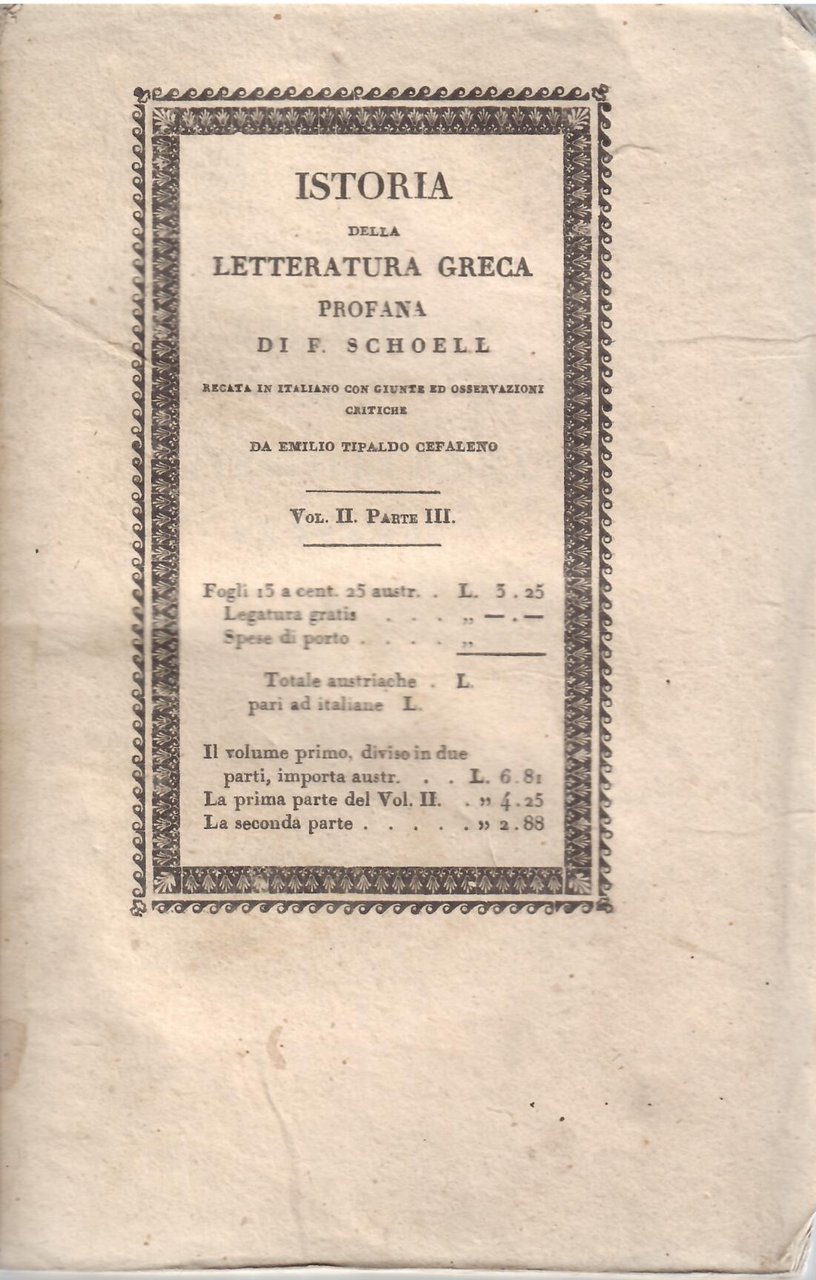 ISTORIA
DELLA
LETTERATURA GRECA
PROFANA
DI F. SCHOELL
RECATA IN ITALIANO CON GIUNTE ED OSSERVAZIONI
CRITICHE
DA EMILIO TIPALDO CEFALENO
VOL. II. PARTE III.
Fogli 13 a cent. 25 austr. . L. 3 . 25
Legatura gratis . . . „ — . —
Spese di porto . . . . „
Totale austriache . L.
pari ad italiane L.
Il volume primo, diviso in due
parti, importa austr. . . L. 6 . 81
La prima parte del Vol. II. . ” 4 . 25
La seconda parte . . . . . ” 2 . 88